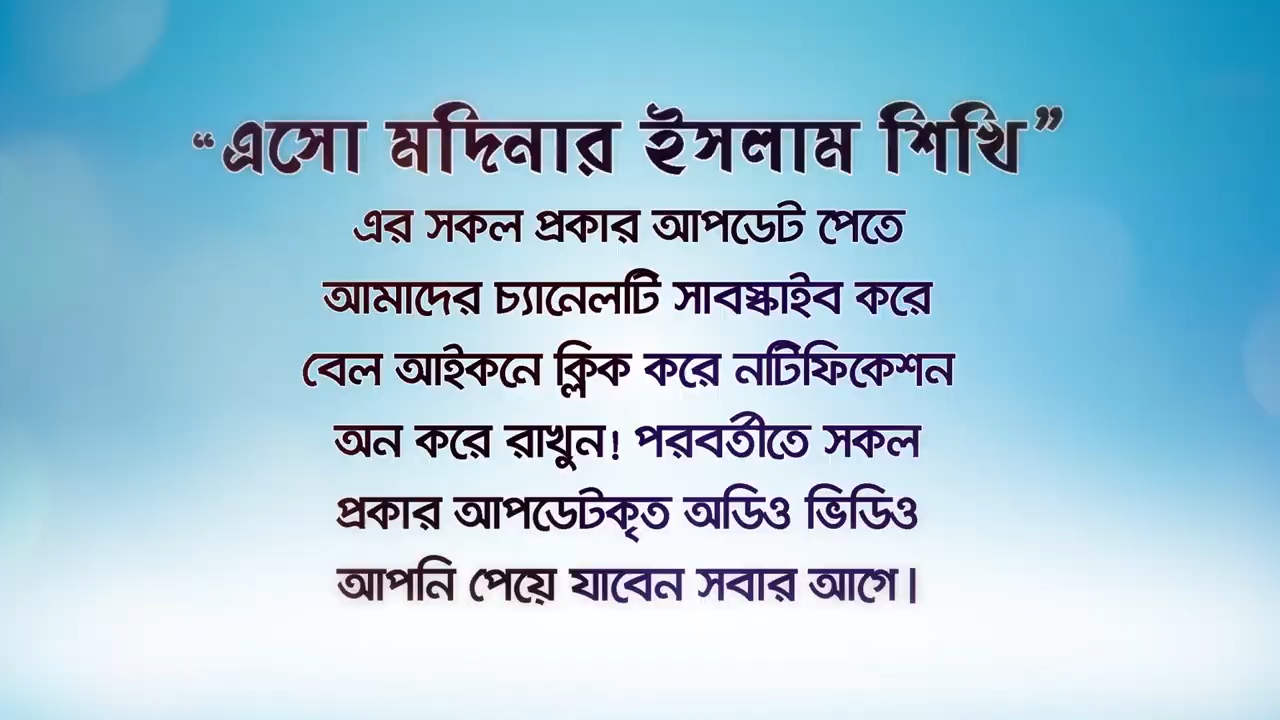 “এসো মদিনার ইসলাম শিখি”
এর সকল প্রকার আপডেট পেতে
আমাদের চ্যানেলটি সাবস্কাইব করে
বেল আইকনে ক্লিক করে নটিফিকেশন
অন করে রাখুন! পরবর্তীতে সকল
প্রকার আপডেটকৃত অডিও ভিডিও
আপনি পেয়ে যাবেন সবার আগে।